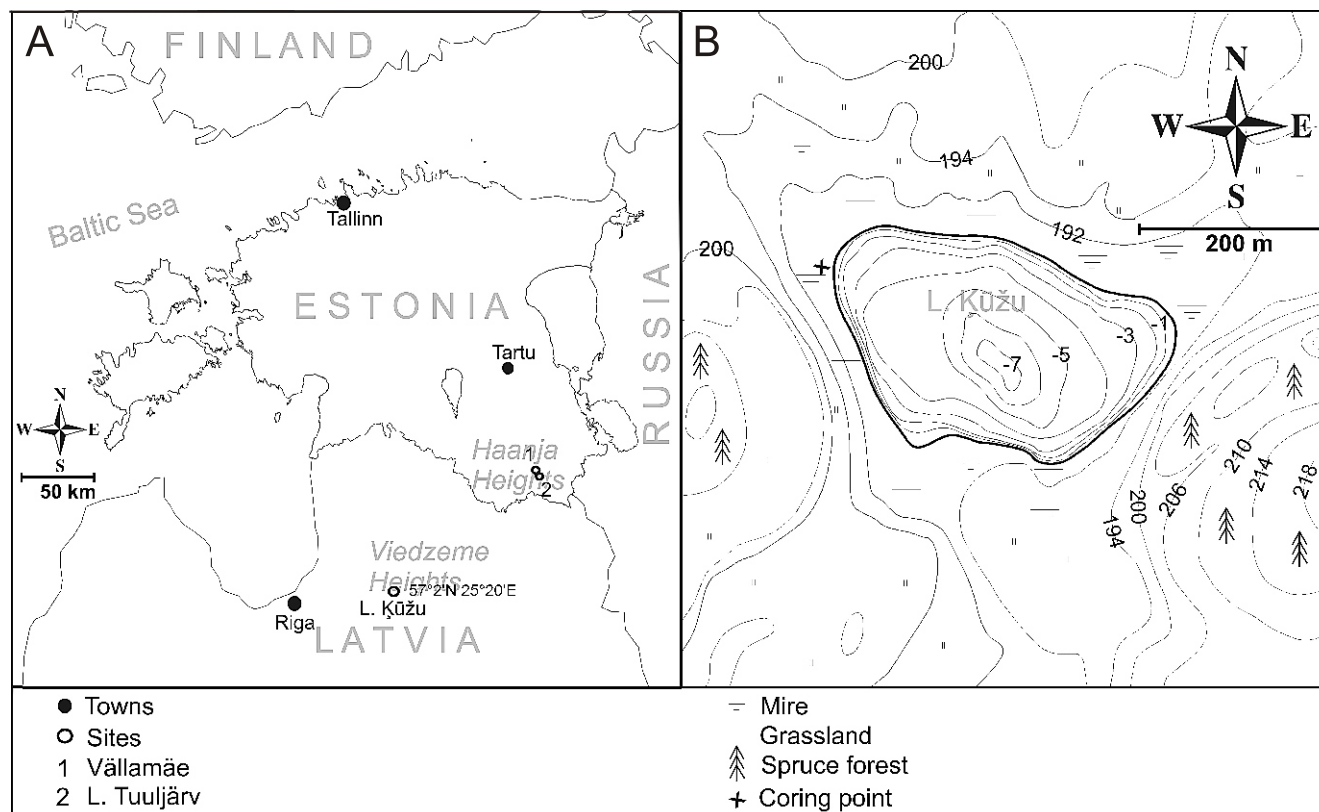 A
FINLAND
Baltic Sea
Tallinn
ESTONIA
RUSSIA
Tartu
N
W E
S
50 km
Haanja
Heights
1
2
Viedzeme
Heights
57°2'N 25°20'E
L. Ķūžu
Riga
LATVIA
B
200
N
W E
S
194
200 m
192
200
L. Ķūžu
-1
-3
-5
-7
210
214
218
206
200
194
Towns
Sites
1 Vällamäe
2 L. Tuuljärv
Mire
Grassland
Spruce forest
Coring point